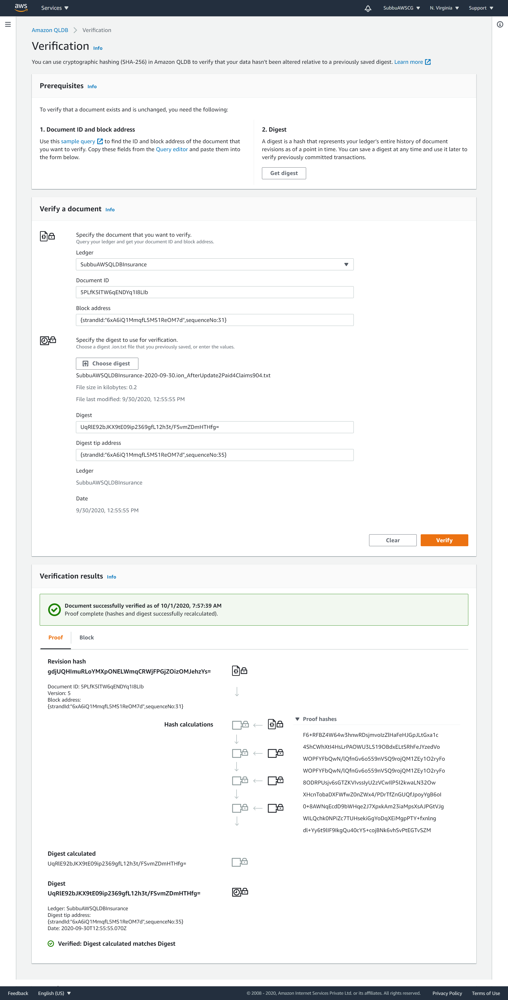 aws
Services
SubbuAWSCG
N. Virginia
Support
Amazon QLDB
Verification
Verification Info
You can use cryptographic hashing (SHA-256) in Amazon QLDB to verify that your data hasn't been altered relative to a previously saved digest. Learn more
Prerequisites Info
To verify that a document exists and is unchanged, you need the following:
1. Document ID and block address
Use this sample query to find the ID and block address of the document that
you want to verify. Copy these fields from the Query editor and paste them into
the form below.
2. Digest
A digest is a hash that represents your ledger's entire history of document
revisions as of a point in time. You can save a digest at any time and use it later to
verify previously committed transactions.
Get digest
Verify a document Info
Specify the document that you want to verify.
Query your ledger and get your document ID and block address.
Ledger
SubbuAWSQLDBInsurance
Document ID
5PLfK5lTW6qENDYq1I8LIb
Block address
{strandId:"6xA6iQ1MmqfL5MS1ReOM7d",sequenceNo:31}
Specify the digest to use for verification.
Choose a digest .ion.txt file that you previously saved, or enter the values.
Choose digest
SubbuAWSQLDBInsurance-2020-09-30.ion_AfterUpdate2Paid4Claims904.txt
File size in kilobytes: 0.2
File last modified: 9/30/2020, 12:55:55 PM
Digest
UqRlE92bJKX9tE09ip2369gfL12h3t/FSvmZDmHTHfg=
Digest tip address
{strandId:"6xA6iQ1MmqfL5MS1ReOM7d",sequenceNo:35}
Ledger
SubbuAWSQLDBInsurance
Date
9/30/2020, 12:55:55 PM
Clear
Verify
Verification results Info
Document successfully verified as of 10/1/2020, 7:57:39 AM
Proof complete (hashes and digest successfully recalculated).
Proof
Block
Revision hash
gdjUQHImuRLoYMXpONELWmqCRWjFPGjZOizOMJehzYs=
Document ID: 5PLfK5lTW6qENDYq1I8LIb
Version: 5
Block address:
{strandId:"6xA6iQ1MmqfL5MS1ReOM7d",sequenceNo:31}
Hash calculations
Proof hashes
F6+RFBZ4W64w3hnwRDsjmvoIzZlHaFeHJGpJLtGxa1c
4ShCWhXtI4HsLrPAOWU3LS19OBdxELtSRhFeJYzedVo
WOPFYFbQwN/lQfnGv6o559nVSQ9rojQM1ZEy1O2ryFo
WOPFYFbQwN/lQfnGv6o559nVSQ9rojQM1ZEy1O2ryFo
8ODRPUsjv6sGTZKVIvssIyU2zVCwIlP5I2kwaLN32Ow
XHcnTobaDXFWfwZ0nZWx4/PDrTfZnGUQfJpoyYgB6oI
0+8AWNqEcdD9bWHqe2J7XpxkAm23iaMpsXsAJPGtVJg
WILQchk0NPiZc7TUHsekiGgYoDqXEiMgpPTY+fxnlng
dl+Yy6t9lIF9IkgQu40cY5+cojBNk6vhSvPtEGTvSZM
Digest calculated
UqRlE92bJKX9tE09ip2369gfL12h3t/FSvmZDmHTHfg=
Digest
UqRlE92bJKX9tE09ip2369gfL12h3t/FSvmZDmHTHfg=
Ledger: SubbuAWSQLDBInsurance
Digest tip address:
{strandId:"6xA6iQ1MmqfL5MS1ReOM7d",sequenceNo:35}
Date: 2020-09-30T12:55:55.070Z
Verified: Digest calculated matches Digest
Feedback
English (US)
© 2008 - 2020, Amazon Internet Services Private Ltd. or its affiliates. All rights reserved.
Privacy Policy
Terms of Use